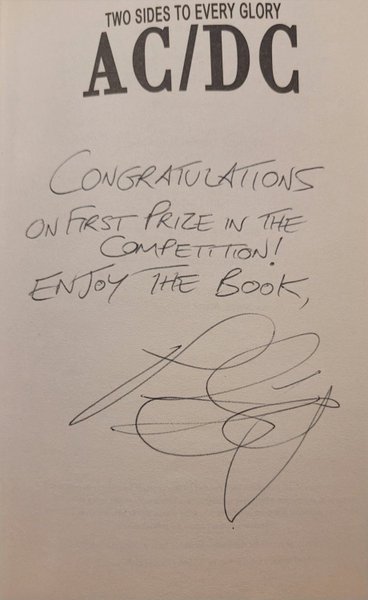 TWO SIDES TO EVERY GLORY
AC/DC
CONGRATULATIONS
ON FIRST PRIZE IN THE
COMPETITION!
ENJOY THE BOOK,